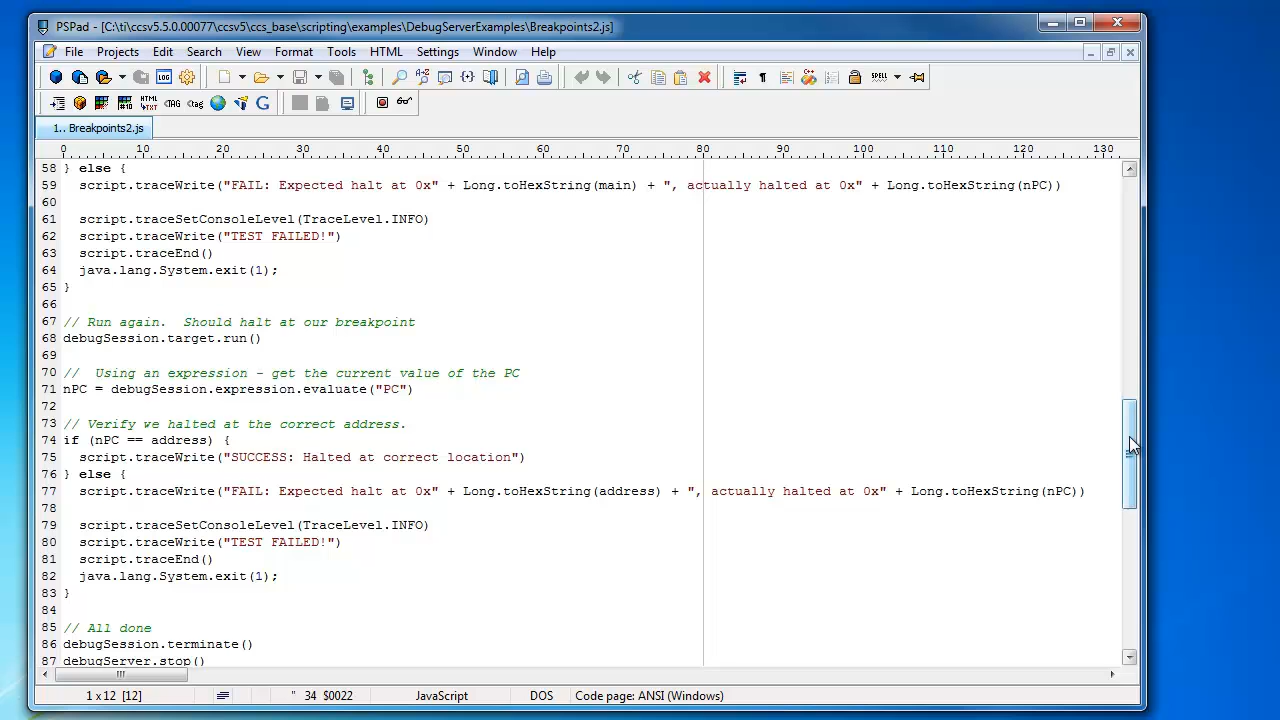 PSPad - [C:\ti\ccsv5.5.0.00077\ccsv5\ccs_base\scripting\examples\DebugServerExamples\Breakpoints2.js]
File Projects Edit Search View Format Tools HTML Settings Window Help
LOG SPELL
HTML TXT TAG tag G
1.. Breakpoints2.js
0 10 20 30 40 50 60 70 80 90 100 110 120 130
58 } else {
59   script.traceWrite("FAIL: Expected halt at 0x" + Long.toHexString(main) + ", actually halted at 0x" + Long.toHexString(nPC))
60
61   script.traceSetConsoleLevel(TraceLevel.INFO)
62   script.traceWrite("TEST FAILED!")
63   script.traceEnd()
64   java.lang.System.exit(1);
65 }
66
67 // Run again.  Should halt at our breakpoint
68 debugSession.target.run()
69
70 //  Using an expression - get the current value of the PC
71 nPC = debugSession.expression.evaluate("PC")
72
73 // Verify we halted at the correct address.
74 if (nPC == address) {
75   script.traceWrite("SUCCESS: Halted at correct location")
76 } else {
77   script.traceWrite("FAIL: Expected halt at 0x" + Long.toHexString(address) + ", actually halted at 0x" + Long.toHexString(nPC))
78
79   script.traceSetConsoleLevel(TraceLevel.INFO)
80   script.traceWrite("TEST FAILED!")
81   script.traceEnd()
82   java.lang.System.exit(1);
83 }
84
85 // All done
86 debugSession.terminate()
87 debugServer.stop()
1 x 12 [12] " 34 $0022 JavaScript DOS Code page: ANSI (Windows)